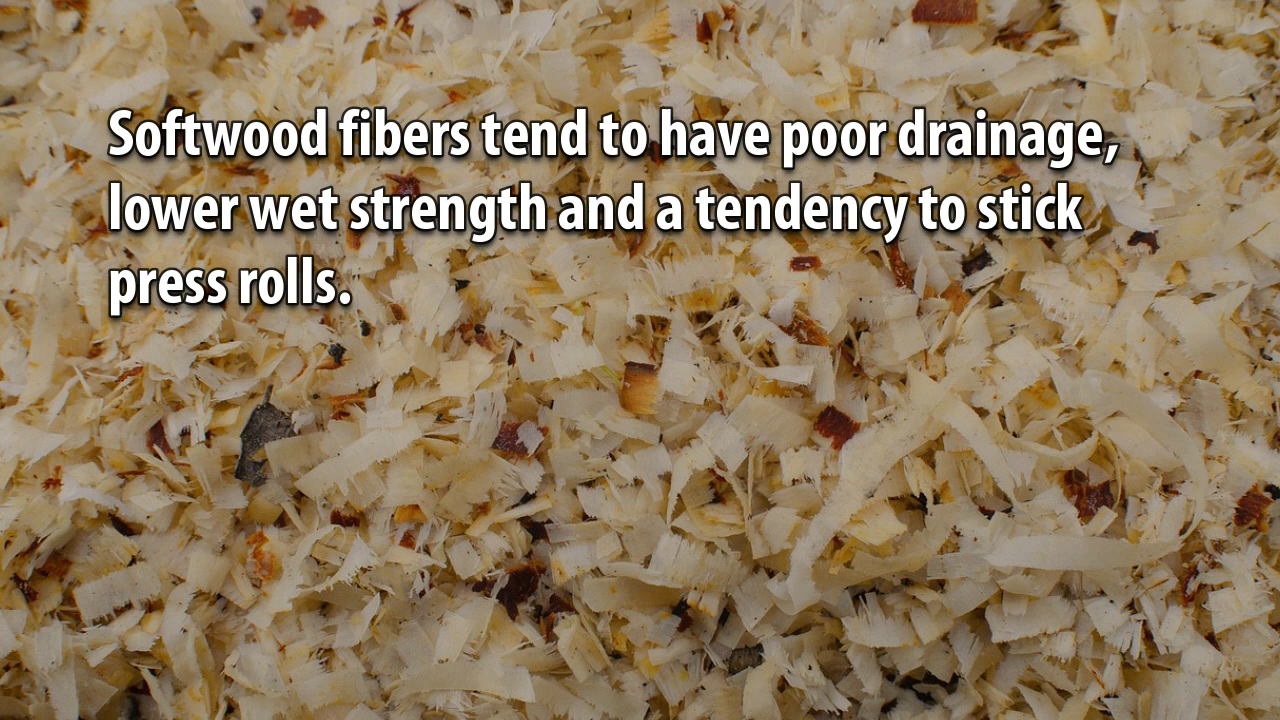 Softwood fibers tend to have poor drainage,
lower wet strength and a tendency to stick
press rolls.